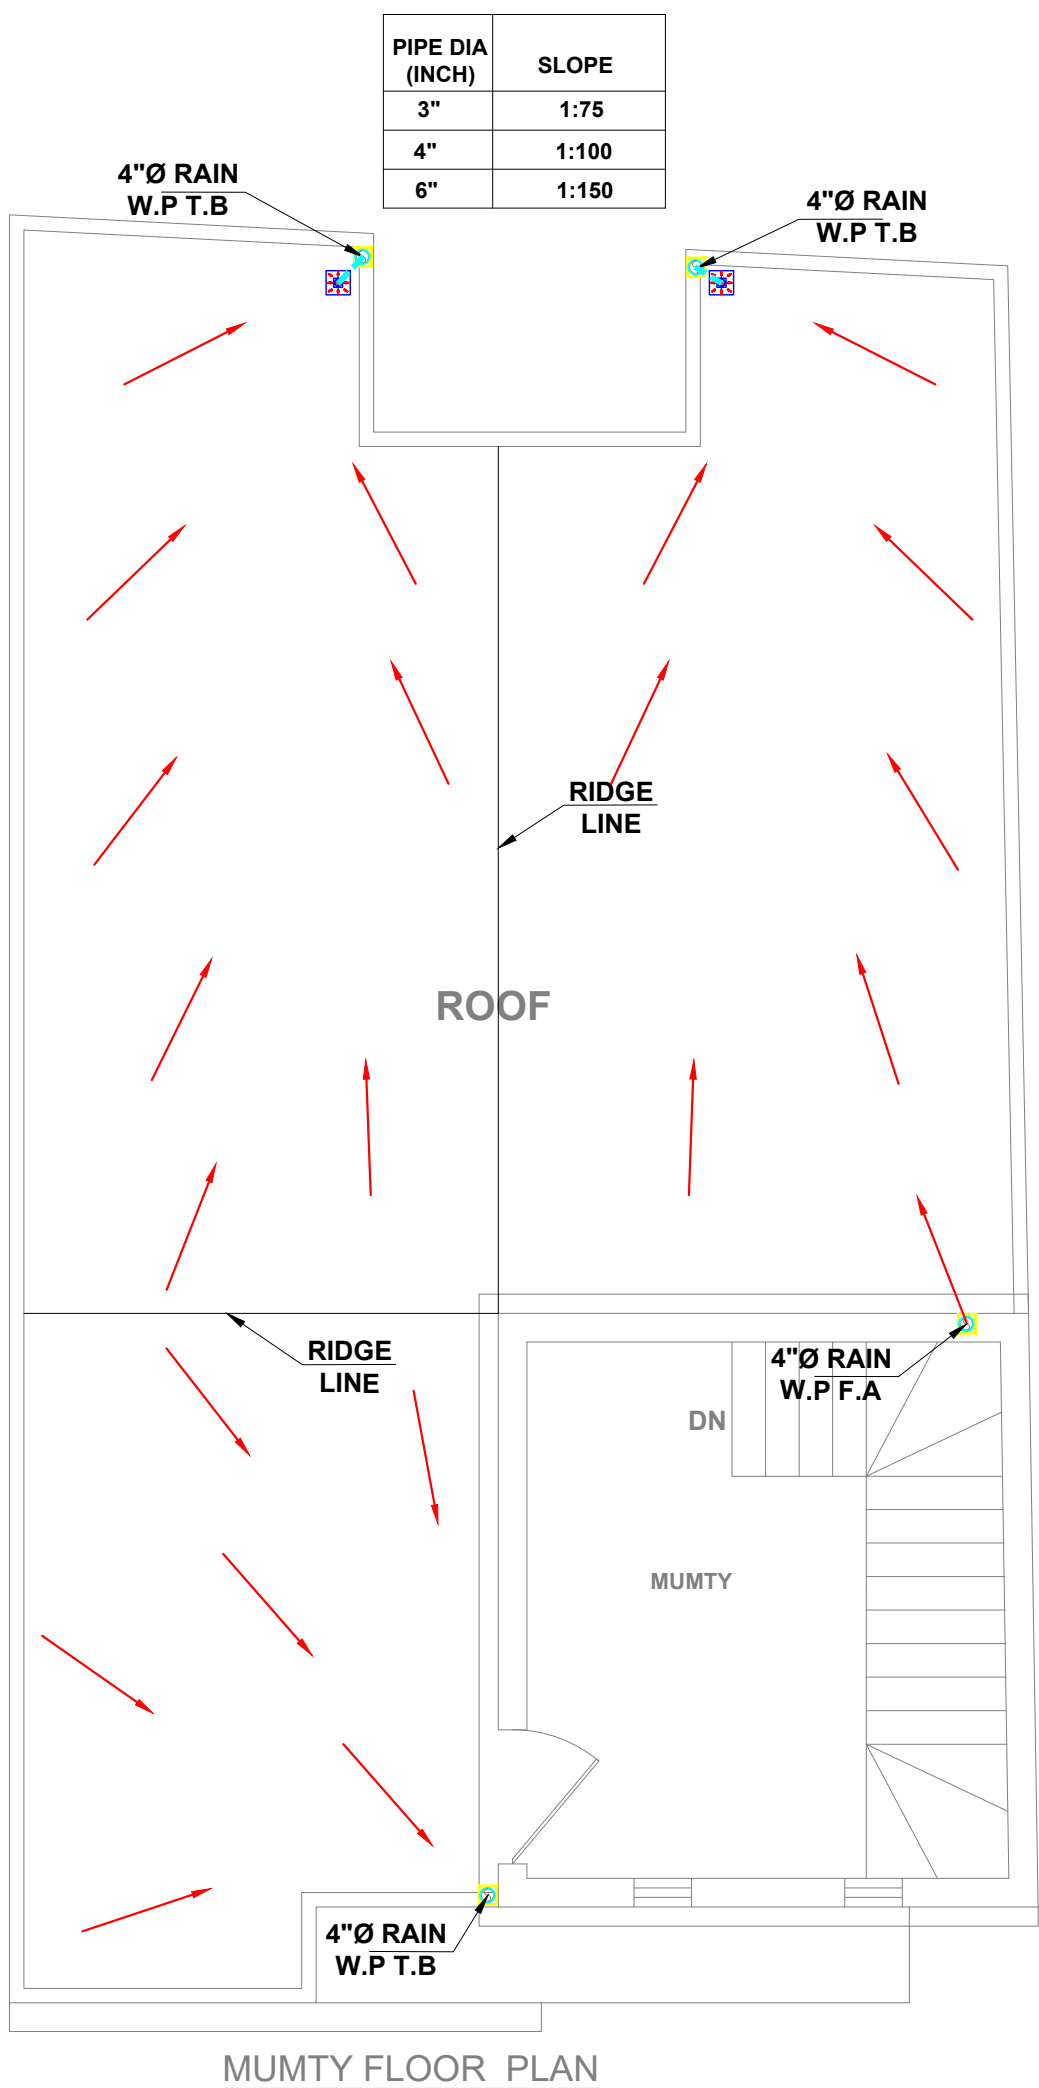 PIPE DIA
(INCH)
SLOPE
3" 1:75
4" 1:100
6" 1:150
4"Ø RAIN
W.P T.B
4"Ø RAIN
W.P T.B
RIDGE
LINE
ROOF
RIDGE
LINE
4"Ø RAIN
W.P F.A
DN
MUMTY
4"Ø RAIN
W.P T.B
MUMTY FLOOR PLAN